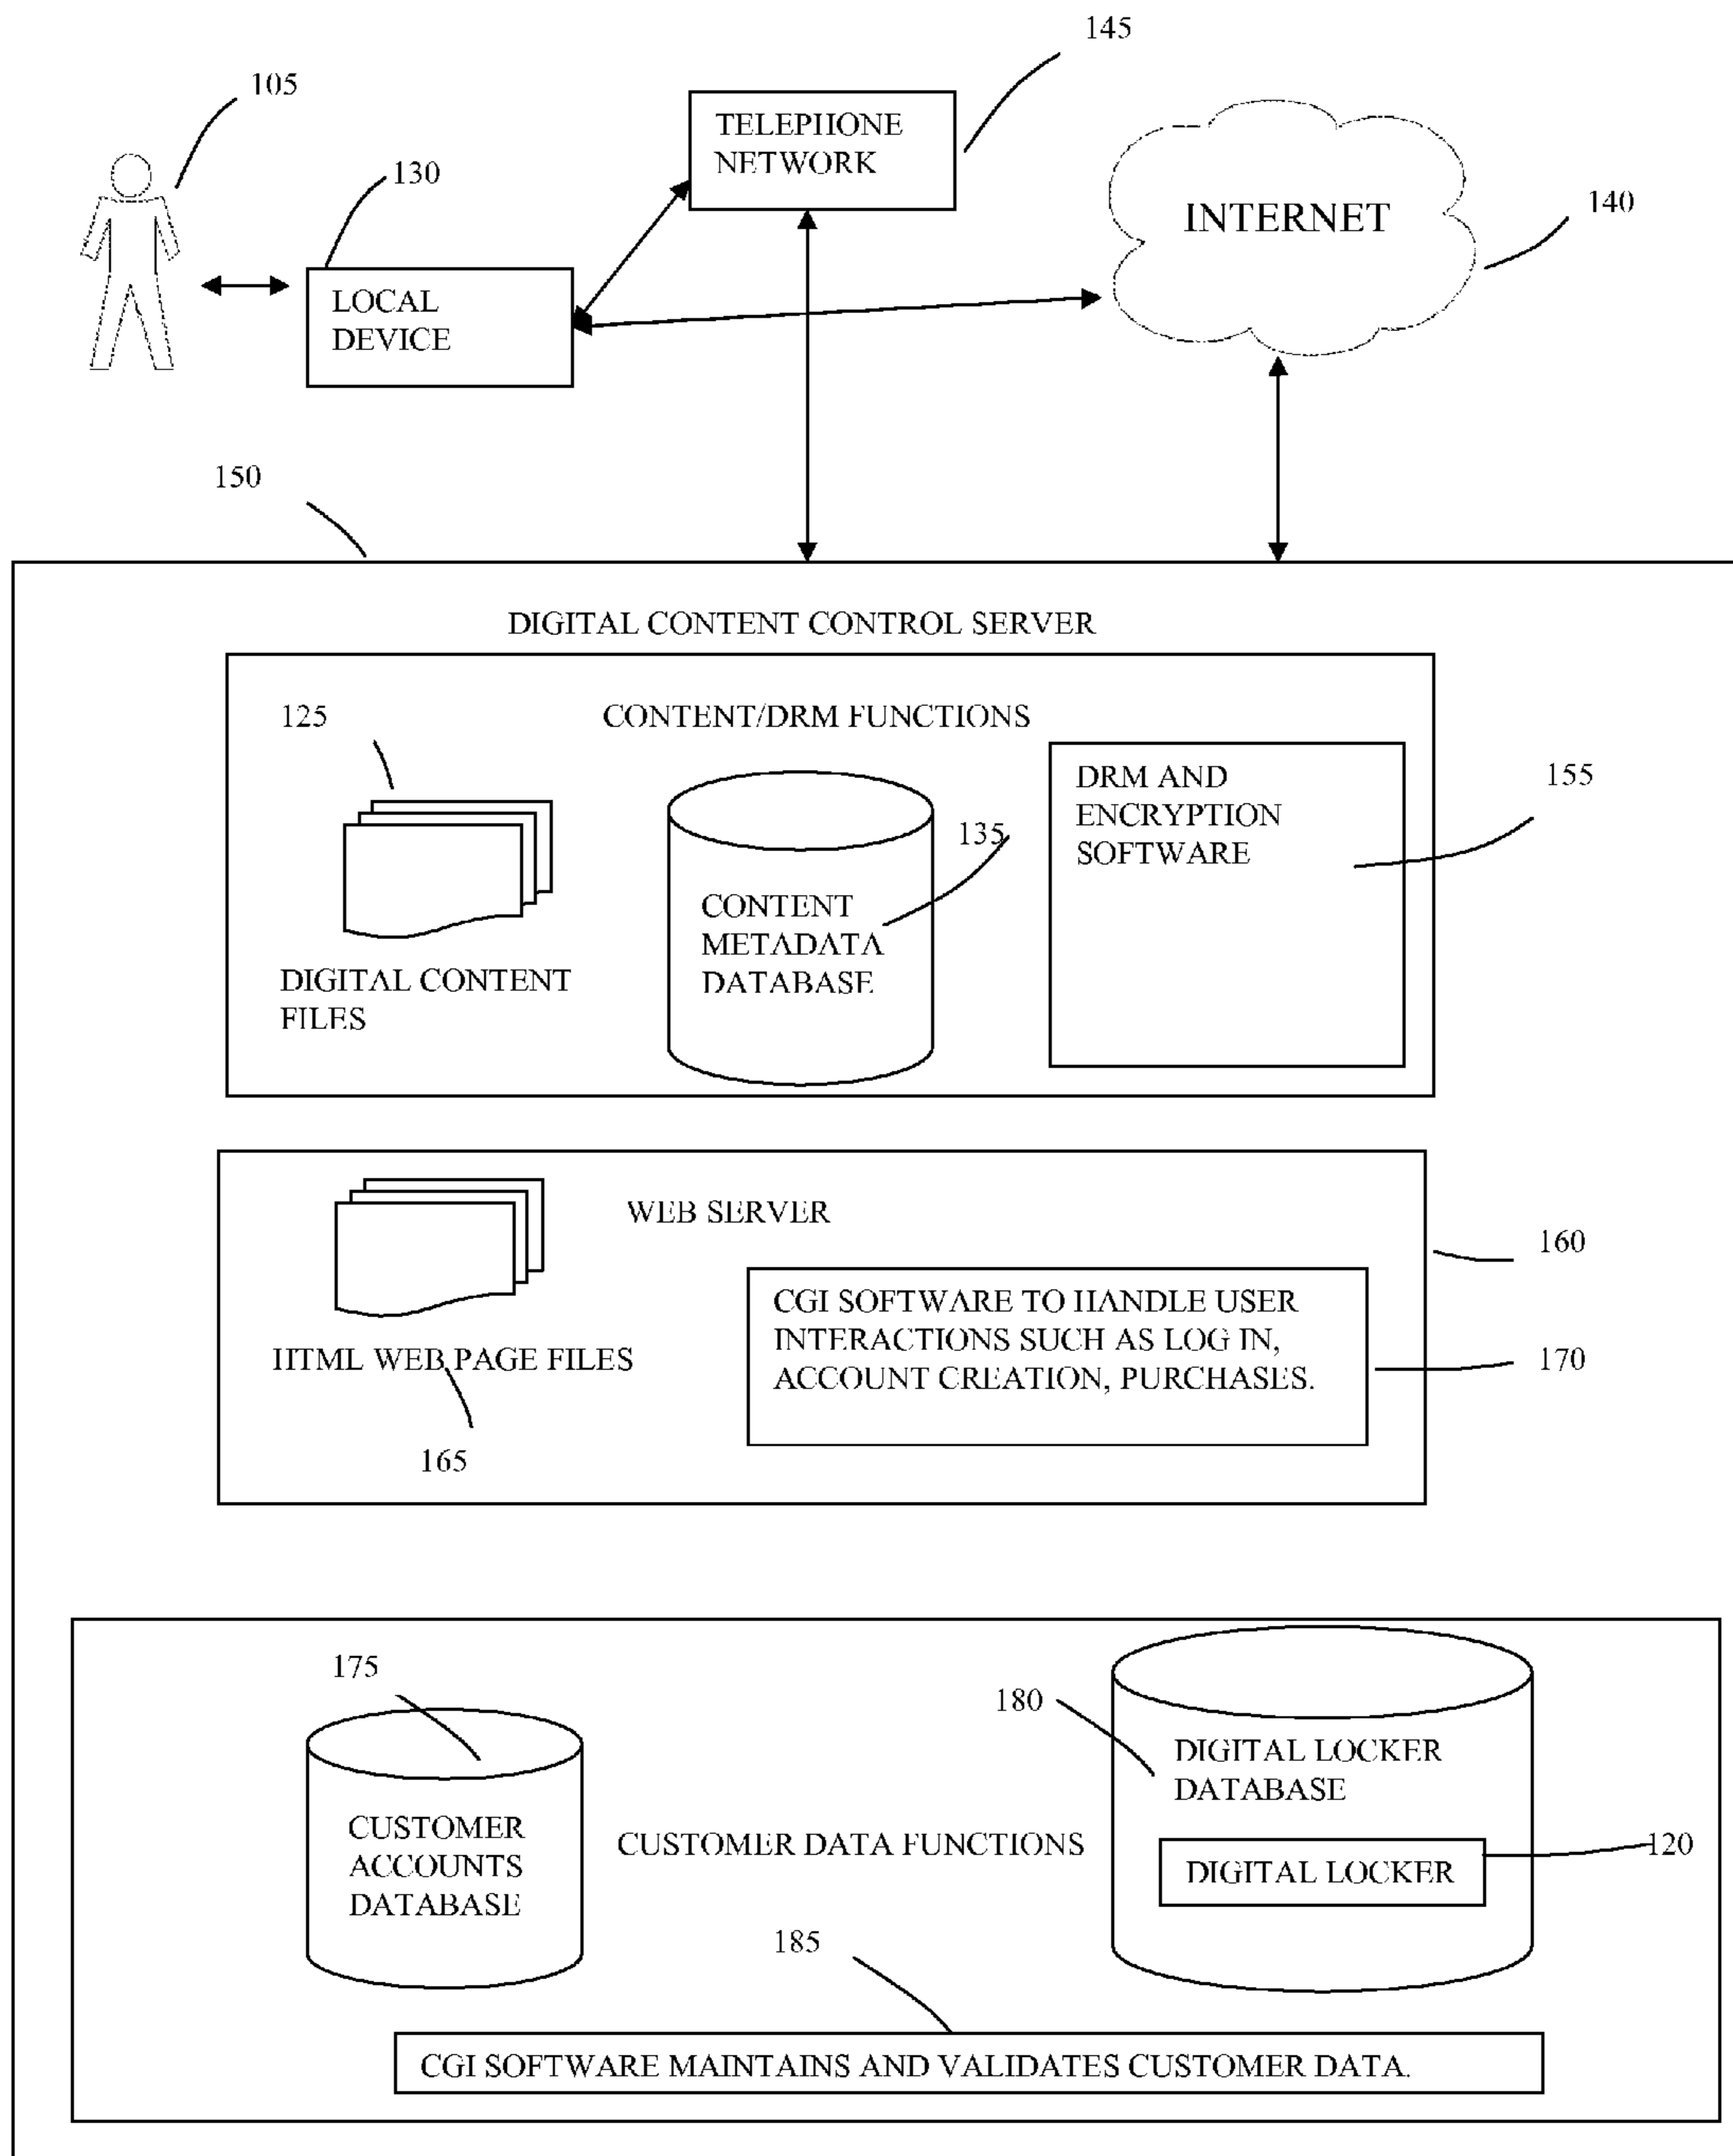 145
105
TELEPHONE
NETWORK
130
140
INTERNET
LOCAL
DEVICE
150
DIGITAL CONTENT CONTROL SERVER
125
CONTENT/DRM FUNCTIONS
DRM AND
ENCRYPTION
SOFTWARE
155
135
CONTENT
METADATA
DATABASE
DIGITAL CONTENT
FILES
WEB SERVER
160
CGI SOFTWARE TO HANDLE USER
INTERACTIONS SUCH AS LOG IN,
ACCOUNT CREATION, PURCHASES.
HTML WEB PAGE FILES
170
165
175
180
DIGITAL LOCKER
DATABASE
CUSTOMER
ACCOUNTS
DATABASE
CUSTOMER DATA FUNCTIONS
120
DIGITAL LOCKER
185
CGI SOFTWARE MAINTAINS AND VALIDATES CUSTOMER DATA.